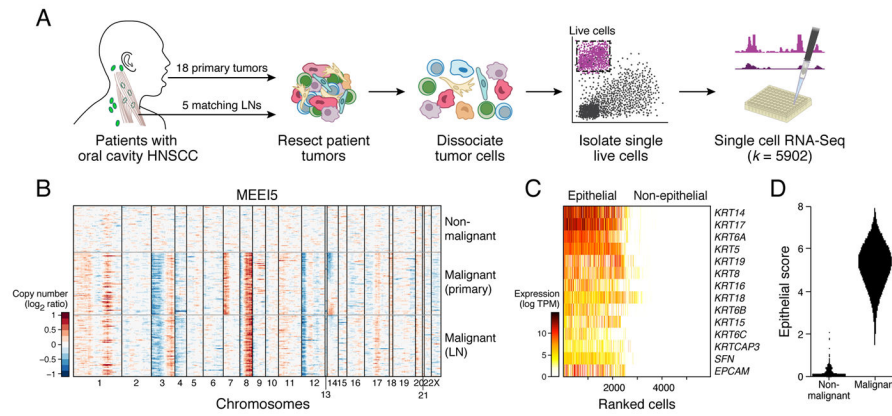 A
18 primary tumors
5 matching LNs
Patients with
oral cavity HNSCC
Resect patient
tumors
Dissociate
tumor cells
Live cells
Isolate single
live cells
Single cell RNA-Seq
(k = 5902)
B
MEEI5
Non-
malignant
Malignant
(primary)
Malignant
(LN)
Copy number
(log2 ratio)
1
0.5
0
−0.5
−1
1 2 3 4 5 6 7 8 9 10 11 12 13 14 15 16 17 18 19 20 21 22 X
Chromosomes
C
Epithelial Non-epithelial
KRT14
KRT17
KRT6A
KRT5
KRT19
KRT8
KRT16
KRT18
KRT6B
KRT15
KRT6C
KRTCAP3
SFN
EPCAM
Expression
(log TPM)
10
5
0
2000 4000
Ranked cells
D
Epithelial score
8
6
4
2
0
Non-
malignant
Malignant